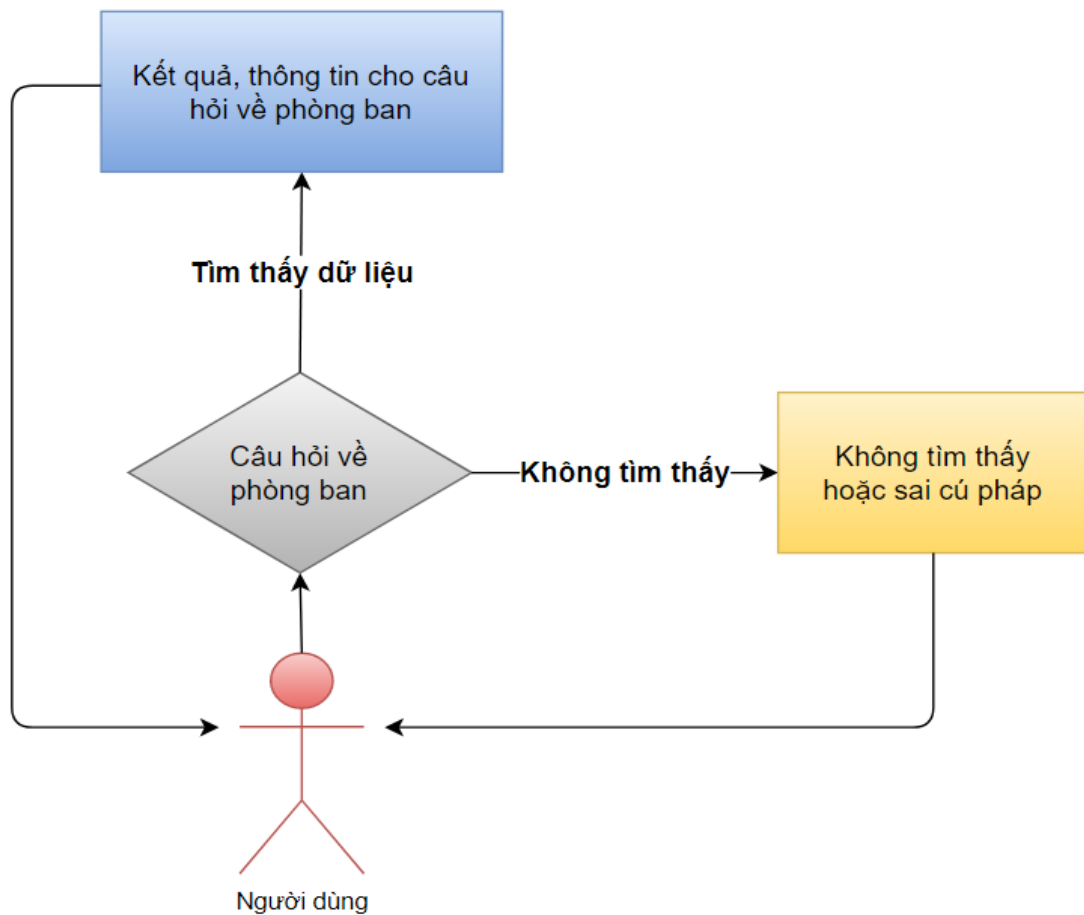 Kết quả, thông tin cho câu
hỏi về phòng ban
Tìm thấy dữ liệu
Câu hỏi về
phòng ban
Không tìm thấy
Không tìm thấy
hoặc sai cú pháp
Người dùng